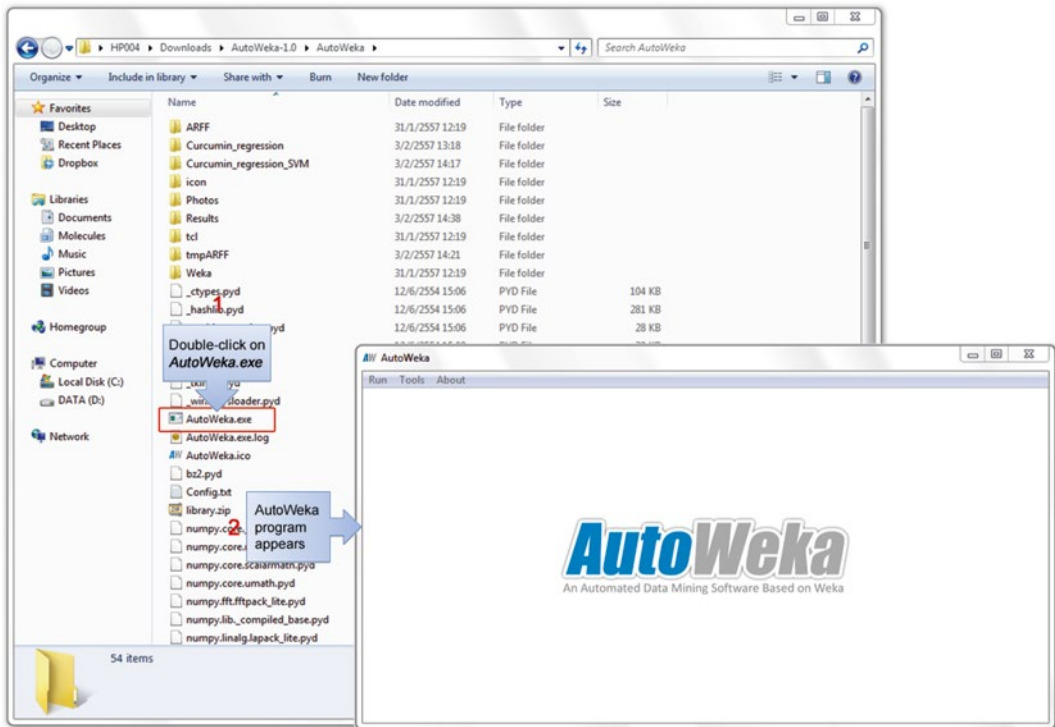 HP004 ▸ Downloads ▸ AutoWeka-1.0 ▸ AutoWeka ▸
Search AutoWeka
Organize Include in library Share with Burn New folder
Favorites
Desktop
Recent Places
Dropbox
Libraries
Documents
Molecules
Music
Pictures
Videos
Homegroup
Computer
Local Disk (C:)
DATA (D:)
Network
Name Date modified Type Size
ARFF 31/1/2557 12:19 File folder
Curcumin_regression 3/2/2557 13:18 File folder
Curcumin_regression_SVM 3/2/2557 14:17 File folder
icon 31/1/2557 12:19 File folder
Photos 31/1/2557 12:19 File folder
Results 3/2/2557 14:38 File folder
tcl 31/1/2557 12:19 File folder
tmpARFF 3/2/2557 14:21 File folder
Weka 31/1/2557 12:19 File folder
_ctypes.pyd 12/6/2554 15:06 PYD File 104 KB
_hashlib.pyd 12/6/2554 15:06 PYD File 281 KB
12/6/2554 15:06 PYD File 28 KB
1
Double-click on
AutoWeka.exe
AutoWeka.exe
AutoWeka.exe.log
AutoWeka.ico
bz2.pyd
Config.txt
library.zip
numpy.core.scalarmath.pyd
numpy.core.umath.pyd
numpy.fft.fftpack_lite.pyd
numpy.lib._compiled_base.pyd
numpy.linalg.lapack_lite.pyd
2
AutoWeka
program
appears
54 items
AW AutoWeka
Run Tools About
AutoWeka
An Automated Data Mining Software Based on Weka